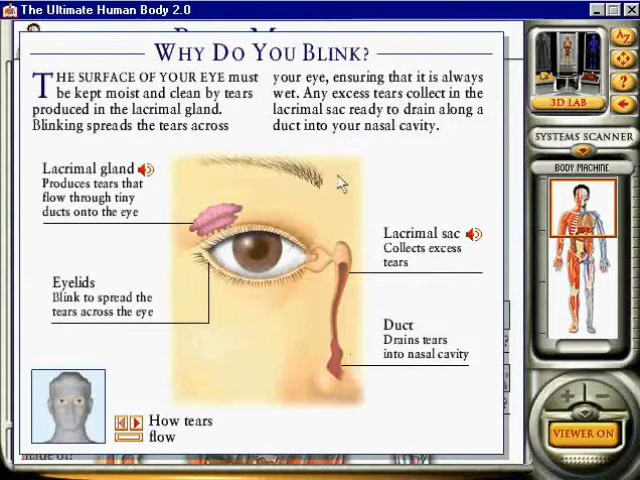 The Ultimate Human Body 2.0
WHY DO YOU BLINK?
THE SURFACE OF YOUR EYE must
be kept moist and clean by tears
produced in the lacrimal gland.
Blinking spreads the tears across
your eye, ensuring that it is always
wet. Any excess tears collect in the
lacrimal sac ready to drain along a
duct into your nasal cavity.
Lacrimal gland
Produces tears that
flow through tiny
ducts onto the eye
Eyelids
Blink to spread the
tears across the eye
Lacrimal sac
Collects excess
tears
Duct
Drains tears
into nasal cavity
How tears
flow
A-Z
?
3D LAB
SYSTEMS SCANNER
BODY MACHINE
VIEWER ON